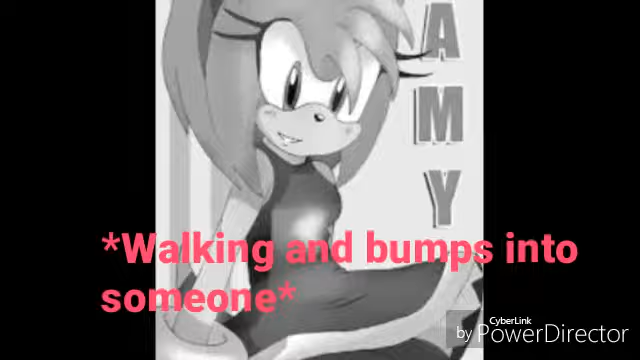 AMY
*Walking and bumps into
someone*
CyberLink
by PowerDirector